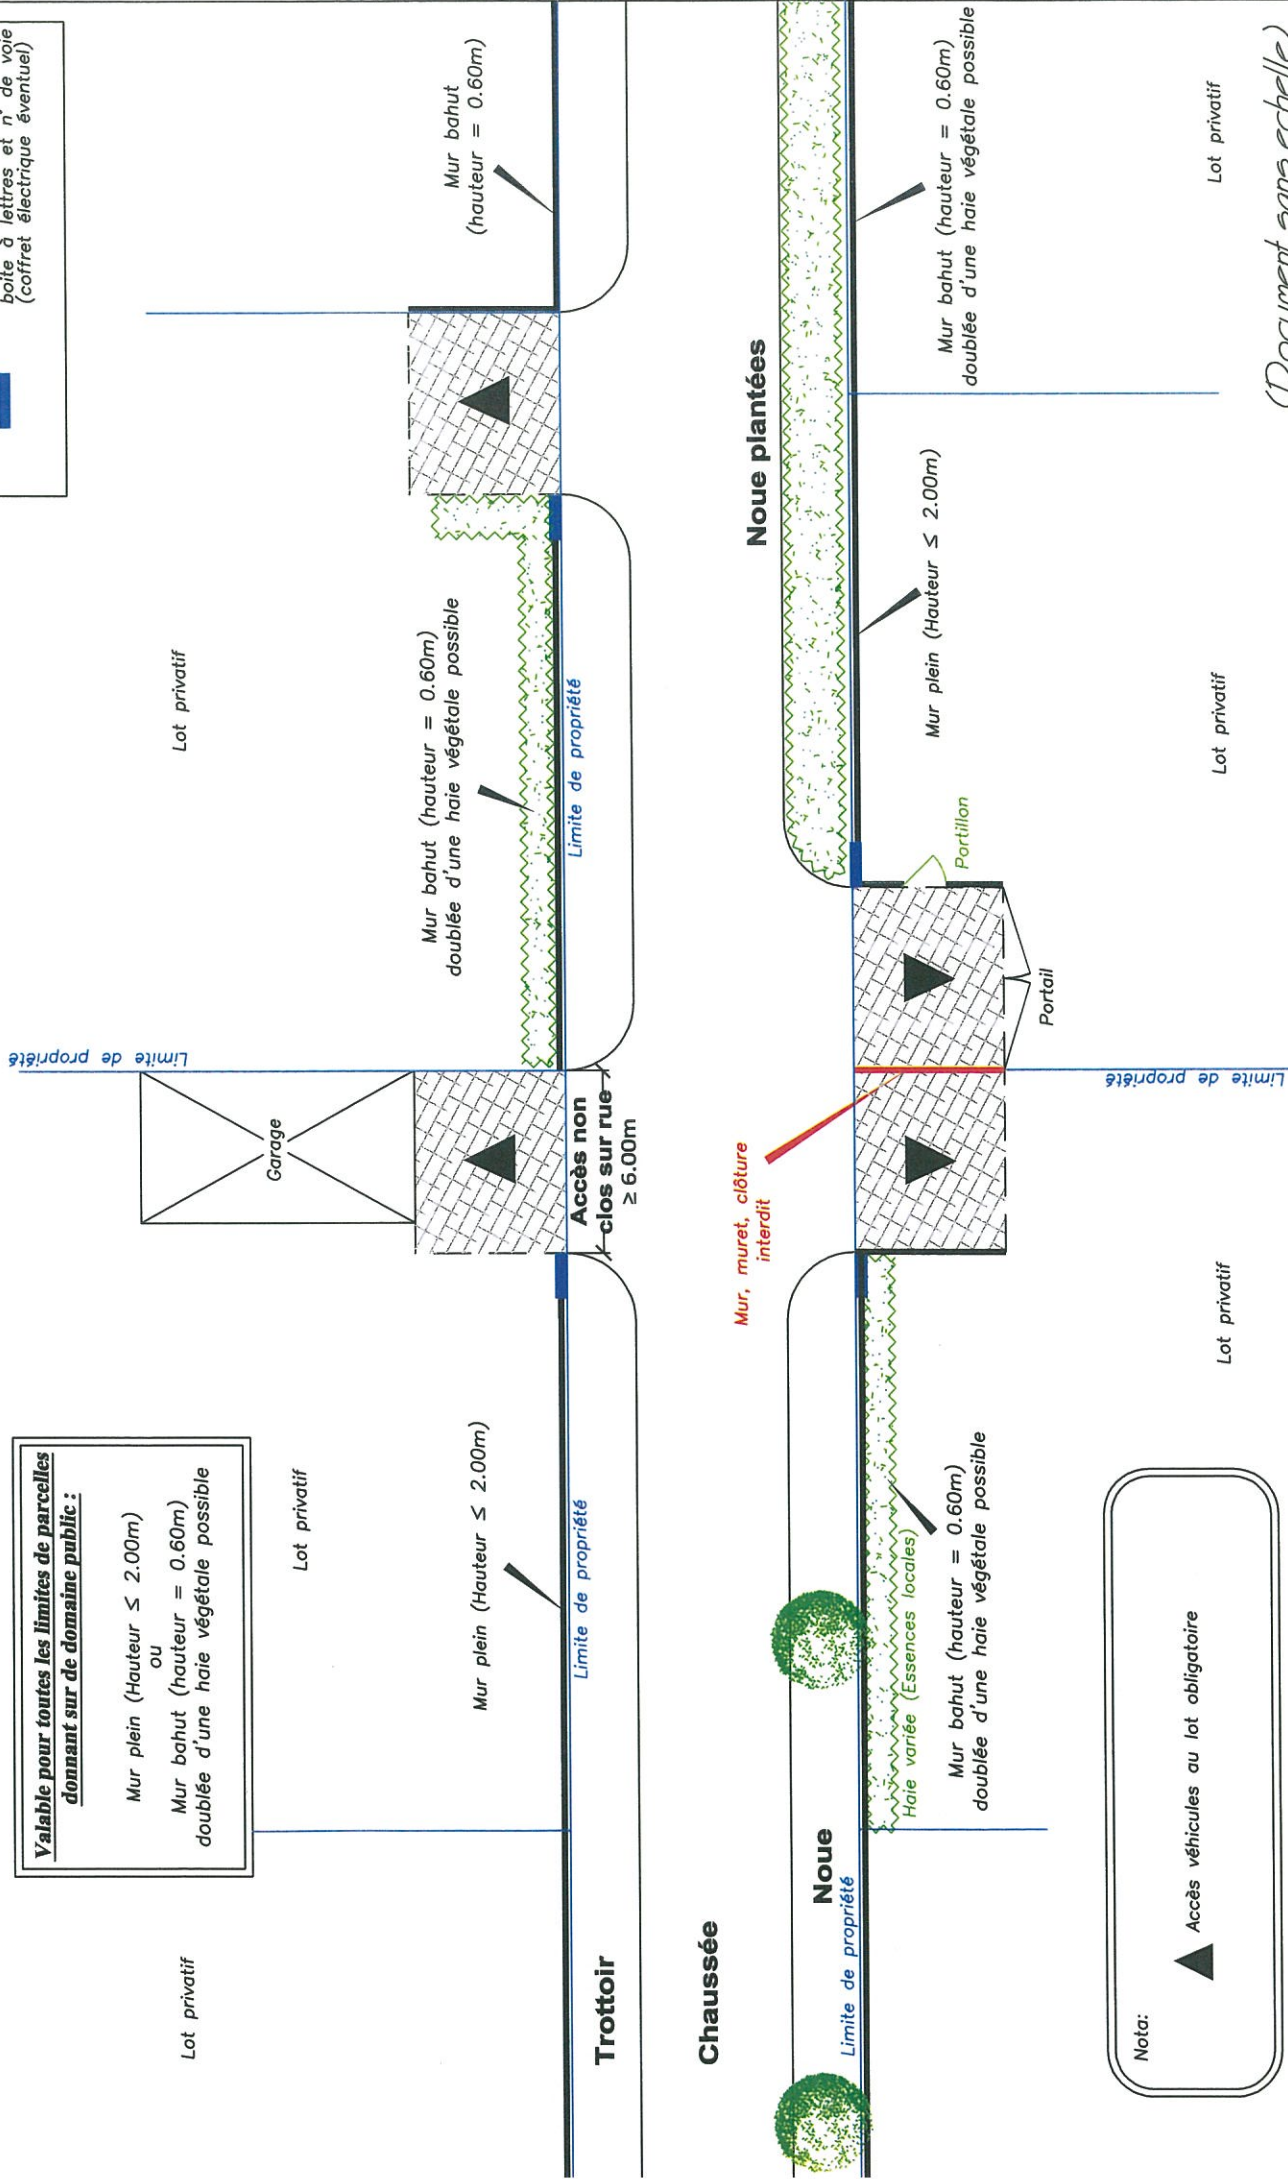 Valable pour toutes les limites de parcelles
donnant sur de domaine public :
Mur plein (Hauteur ≤ 2.00m)
ou
Mur bahut (hauteur = 0.60m)
doublée d'une haie végétale possible
boite à lettres et n° de voie
(coffret électrique éventuel)
Lot privatif
Lot privatif
Limite de propriété
Garage
Lot privatif
Mur plein (Hauteur ≤ 2.00m)
Mur bahut (hauteur = 0.60m)
doublée d'une haie végétale possible
Mur bahut
(hauteur = 0.60m)
Limite de propriété
Accès non
clos sur rue
≥ 6.00m
Limite de propriété
Trottoir
Chaussée
Mur, muret, clôture
interdit
Noue plantées
Noue
Limite de propriété
Haie variée (Essences locales)
Mur bahut (hauteur = 0.60m)
doublée d'une haie végétale possible
Portillon
Portail
Mur plein (Hauteur ≤ 2.00m)
Mur bahut (hauteur = 0.60m)
doublée d'une haie végétale possible
Limite de propriété
Lot privatif
Lot privatif
Lot privatif
Nota:
Accès véhicules au lot obligatoire
(Document sans echelle)